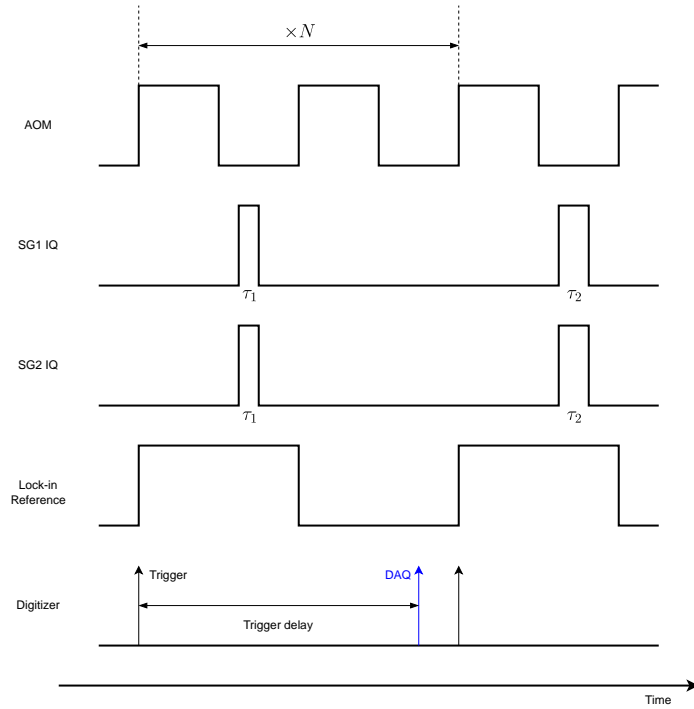 ×N
AOM
SG1 IQ
τ1
τ2
SG2 IQ
τ1
τ2
Lock-in
Reference
Trigger
DAQ
Digitizer
Trigger delay
Time